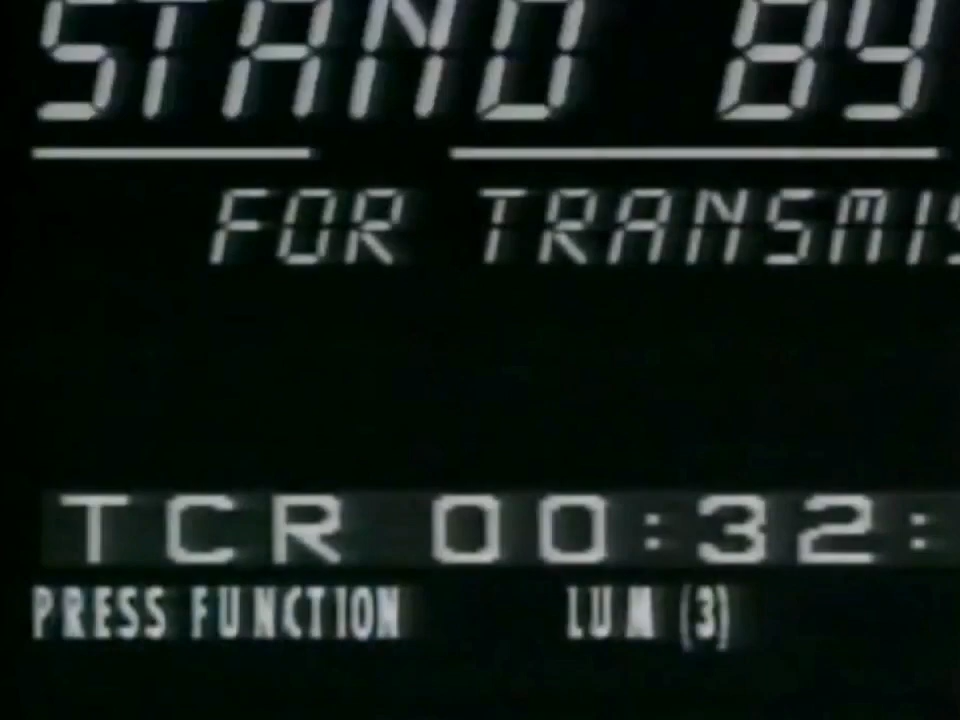 STAND BY
FOR TRANSMIS
TCR 00:32:
PRESS FUNCTION LUM (3)